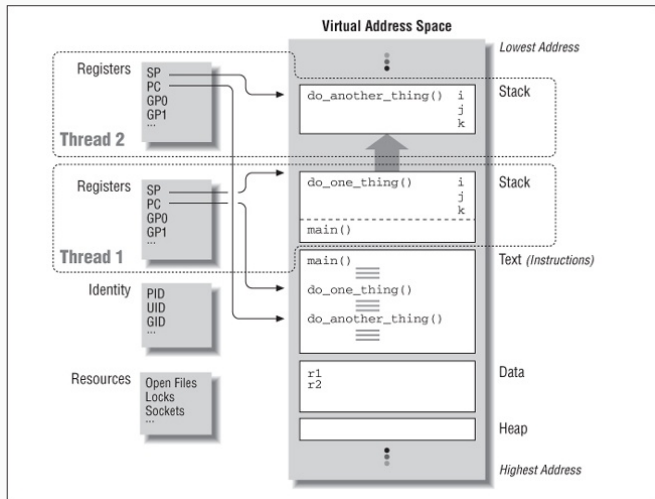 Virtual Address Space
Lowest Address
Registers
SP
PC
GP0
GP1
...
Thread 2
do_another_thing() i
j
k
Stack
Registers
SP
PC
GP0
GP1
...
Thread 1
do_one_thing() i
j
k
main()
Stack
main()
do_one_thing()
do_another_thing()
Text (Instructions)
Identity
PID
UID
GID
...
Resources
Open Files
Locks
Sockets
...
r1
r2
Data
Heap
Highest Address